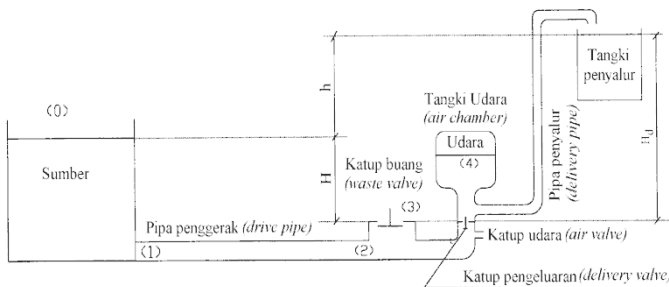 (0)
Sumber
h
H
Tangki Udara
(air chamber)
Udara
(4)
Katup buang
(waste valve)
(3)
Pipa penggerak (drive pipe)
(1)
(2)
Tangki
penyalur
Pipa penyalur
(delivery pipe)
Hd
Katup udara (air valve)
Katup pengeluaran (delivery valve)